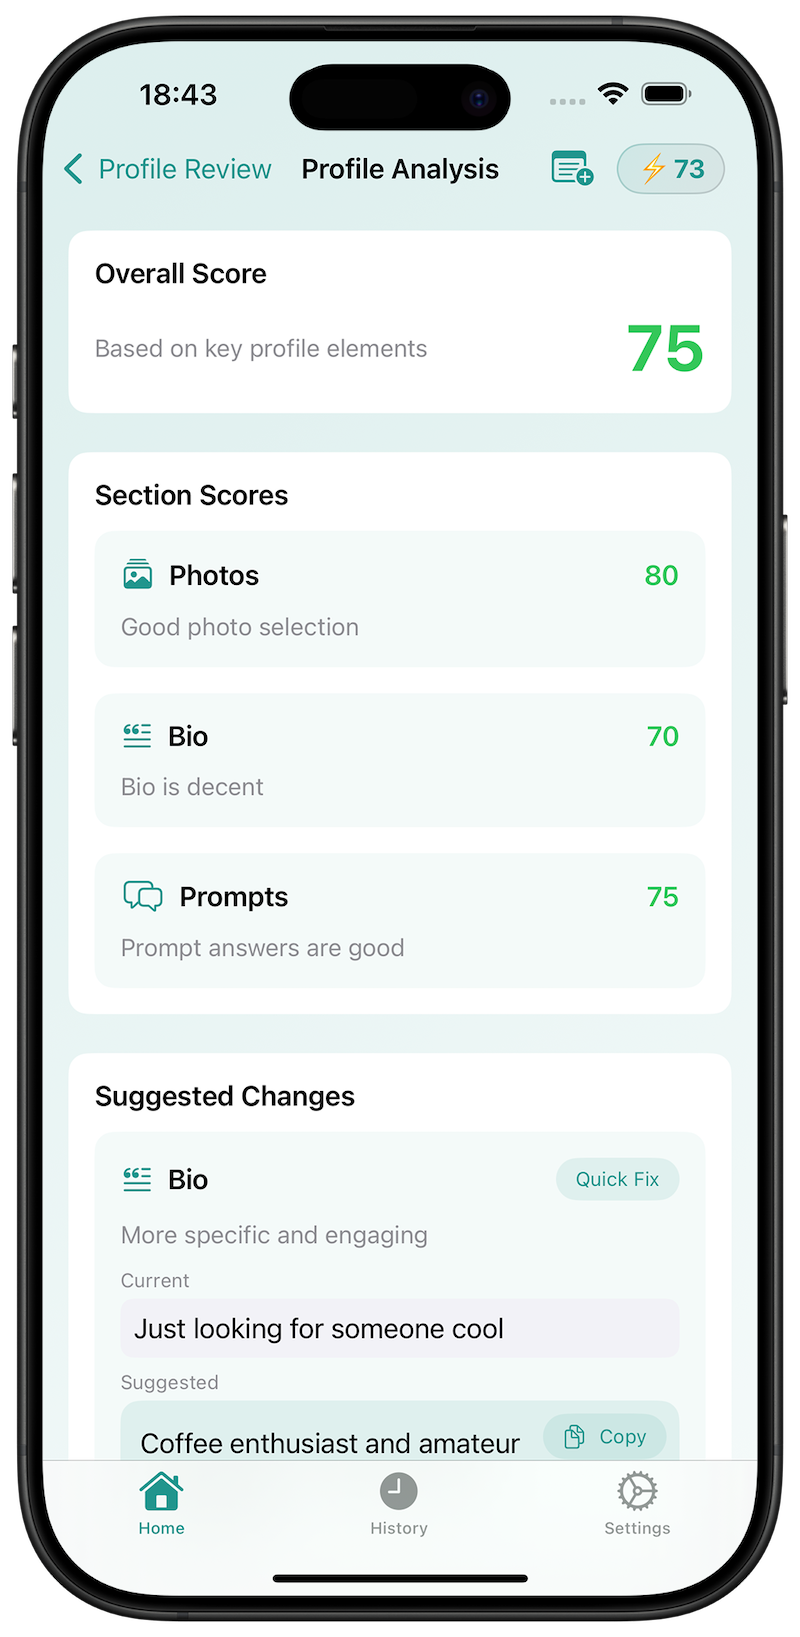 18:43
Profile Review
Profile Analysis
73
Overall Score
Based on key profile elements
75
Section Scores
Photos
80
Good photo selection
Bio
70
Bio is decent
Prompts
75
Prompt answers are good
Suggested Changes
Bio
Quick Fix
More specific and engaging
Current
Just looking for someone cool
Suggested
Coffee enthusiast and amateur
Copy
Home
History
Settings